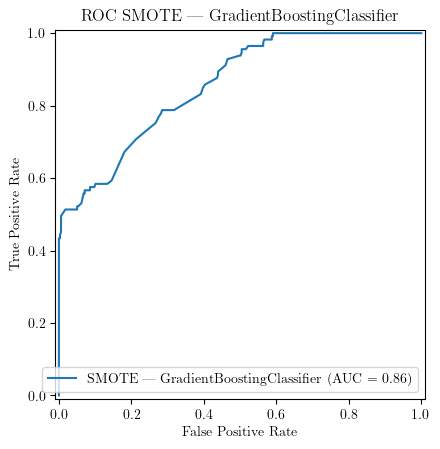 ROC SMOTE — GradientBoostingClassifier
1.0
0.8
0.6
0.4
0.2
0.0
True Positive Rate
SMOTE — GradientBoostingClassifier (AUC = 0.86)
0.0 0.2 0.4 0.6 0.8 1.0
False Positive Rate